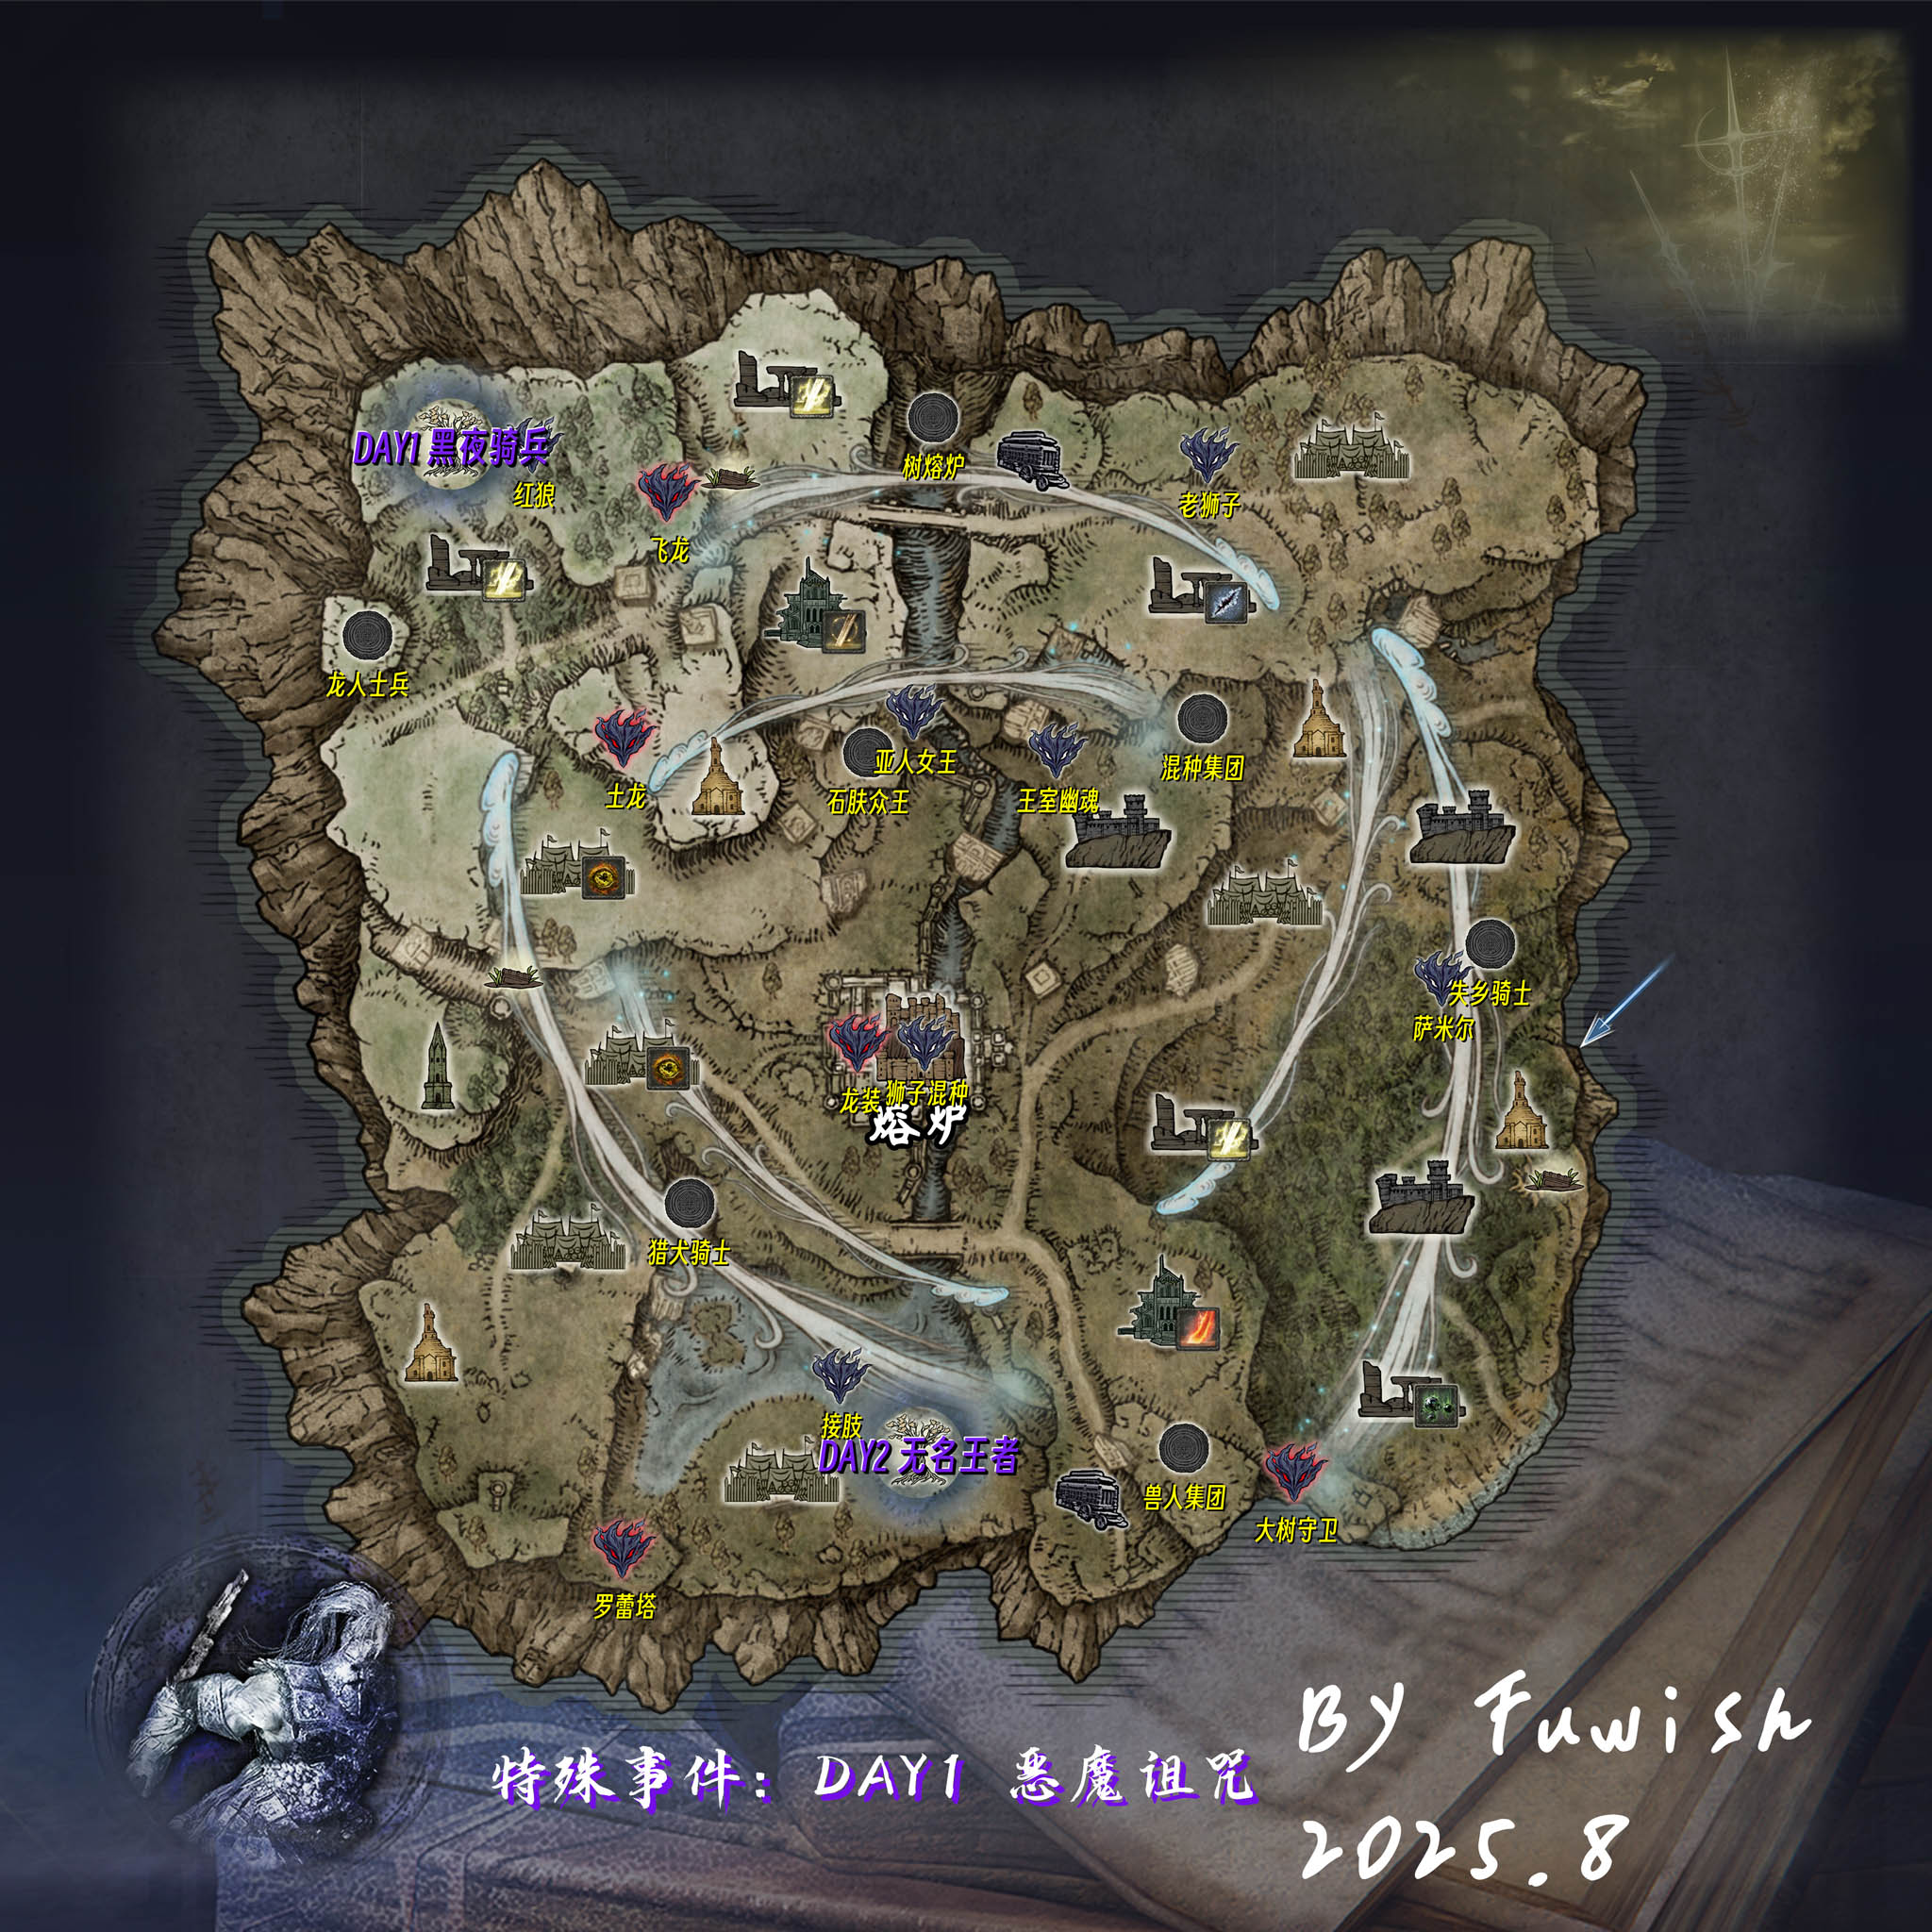 DAY1 黑夜骑兵
红狼
飞龙
树熔炉
老狮子
龙人士兵
土龙
亚人女王
石肤众王
王室幽魂
混种集团
失乡骑士
萨米尔
龙装
狮子混种
熔炉
猎犬骑士
接肢
DAY2 无名王者
兽人集团
大树守卫
罗蕾塔
特殊事件：DAY1 恶魔诅咒
BY Fuwish
2025.8